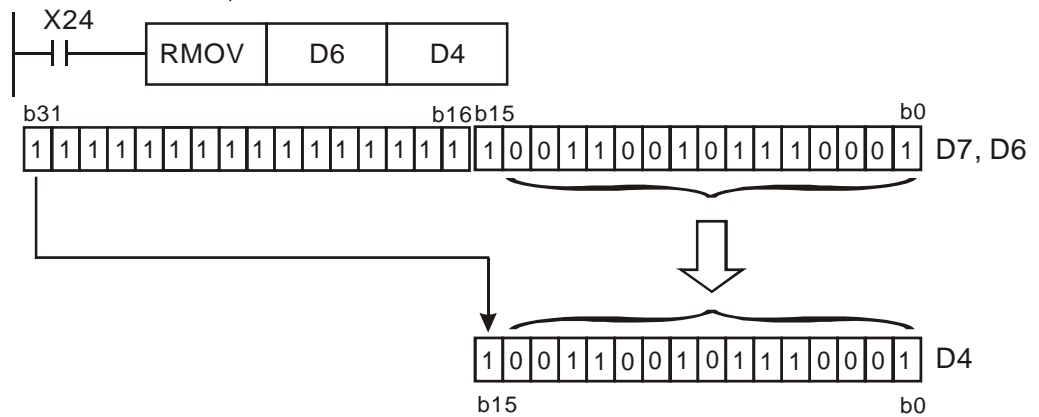 X24
RMOV D6 D4
b31 b16 b15 b0
1 1 1 1 1 1 1 1 1 1 1 1 1 1 1 1 1 0 0 1 1 0 0 1 0 1 1 1 0 0 0 1 D7, D6
1 0 0 1 1 0 0 1 0 1 1 1 0 0 0 1 D4
b15 b0